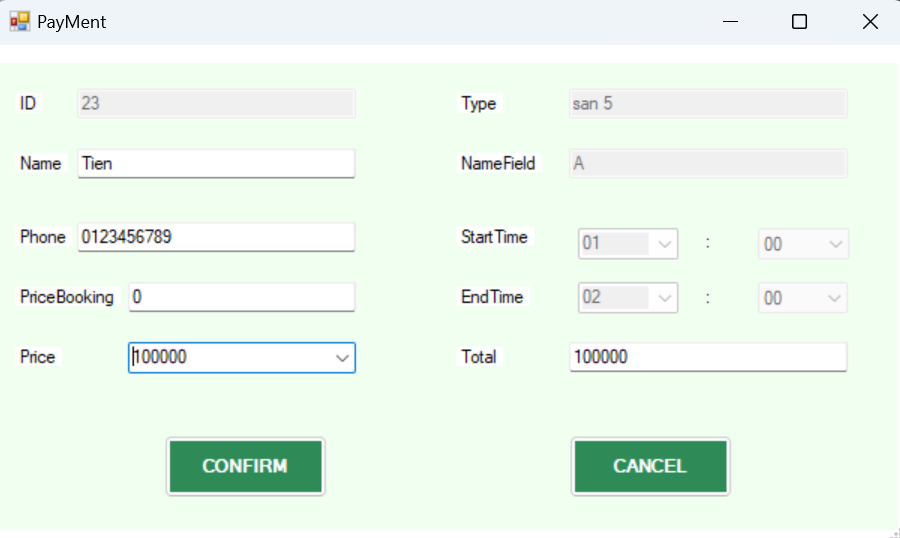 PayMent
ID 23 Type san 5
Name Tien NameField A
Phone 0123456789 StartTime 01 : 00
PriceBooking 0 EndTime 02 : 00
Price 100000 Total 100000
CONFIRM CANCEL